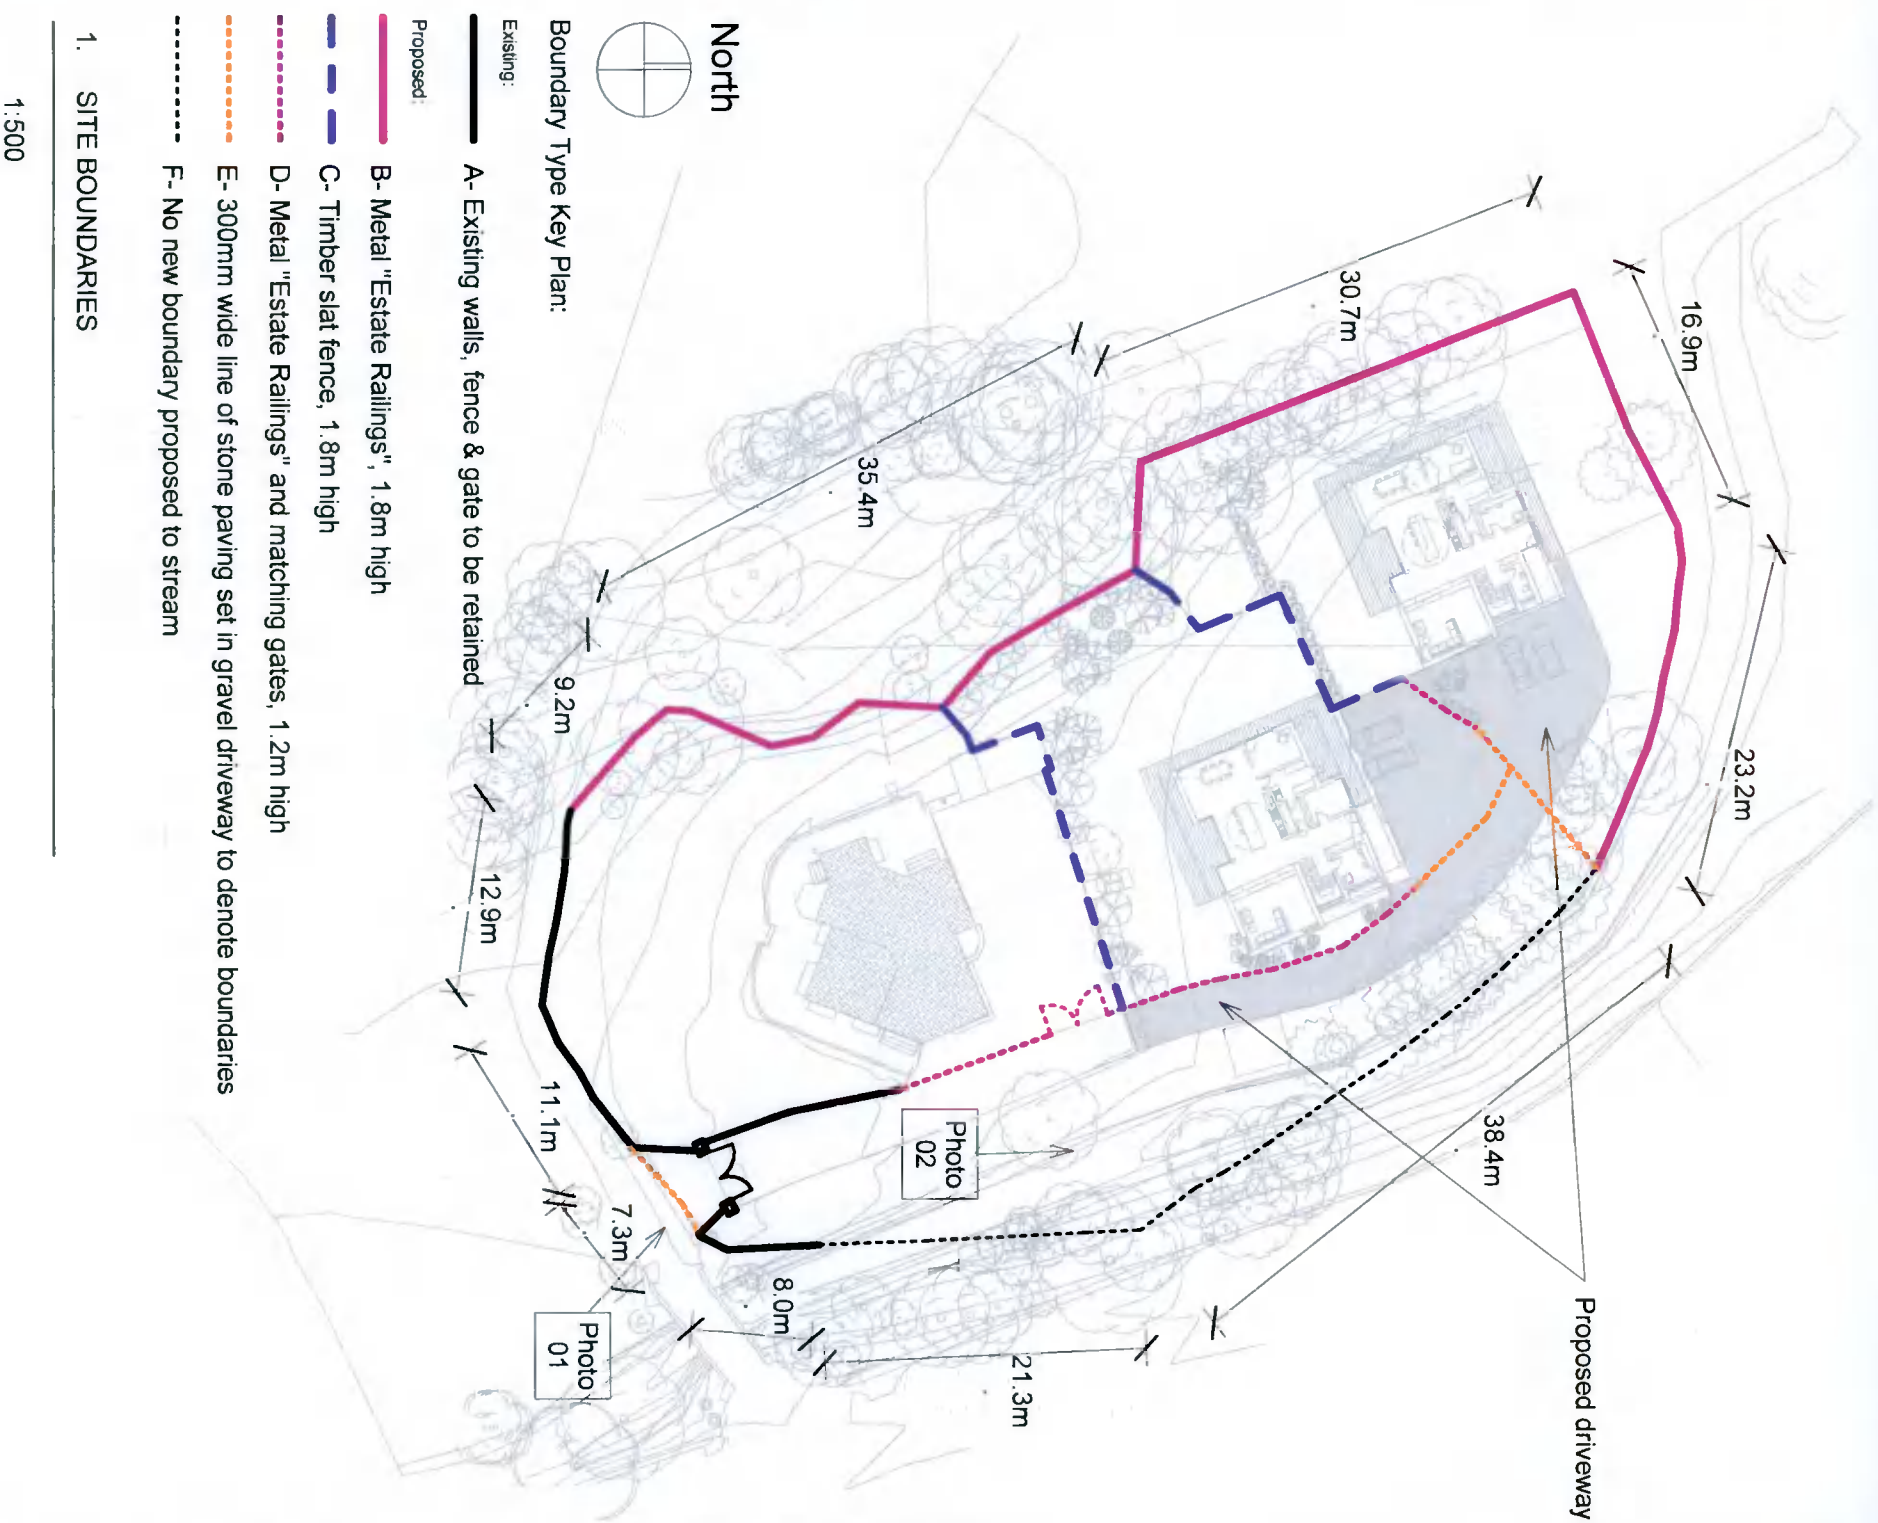 North
Boundary Type Key Plan:
Existing:
A- Existing walls, fence & gate to be retained
Proposed:
B- Metal "Estate Railings", 1.8m high
C- Timber slat fence, 1.8m high
D- Metal "Estate Railings" and matching gates, 1.2m high
E- 300mm wide line of stone paving set in gravel driveway to denote boundaries
F- No new boundary proposed to stream
1. SITE BOUNDARIES
1:500
16.9m
30.7m
35.4m
23.2m
9.2m
12.9m
38.4m
11.1m
Photo
02
7.3m
8.0m
Photo
01
21.3m
Proposed driveway